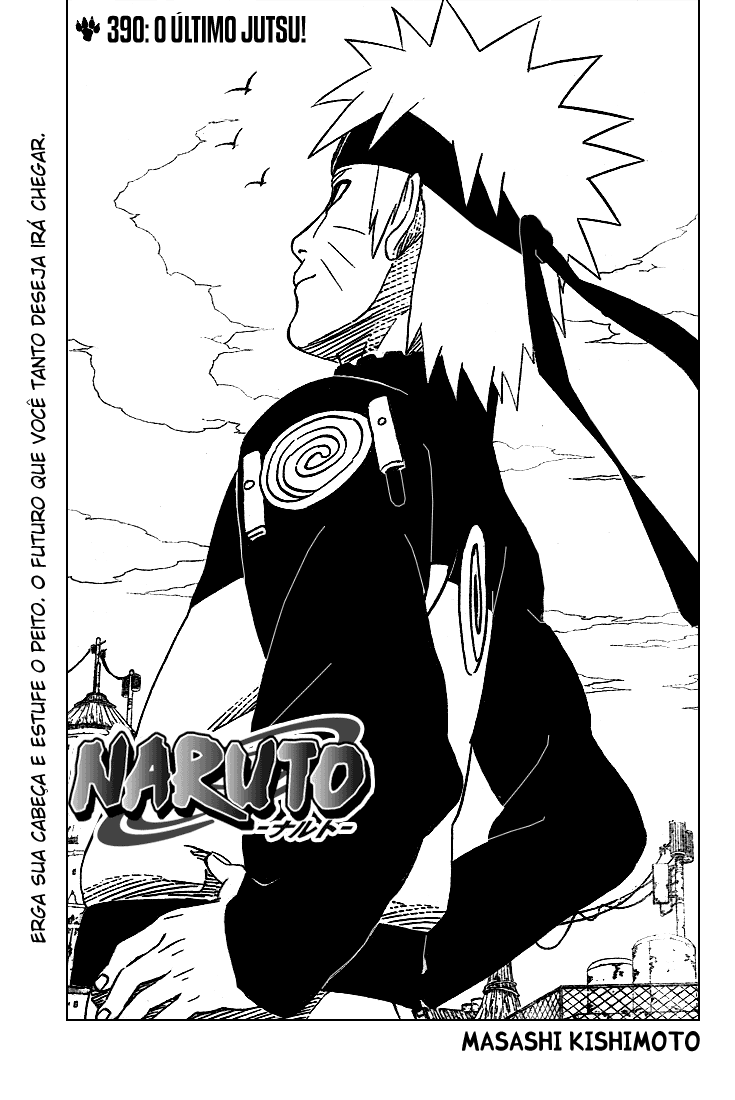 390: O ÚLTIMO JUTSU!
ERGA SUA CABEÇA E ESTUFE O PEITO. O FUTURO QUE VOCÊ TANTO DESEJA IRÁ CHEGAR.
NARUTO
-ナルト-
MASASHI KISHIMOTO